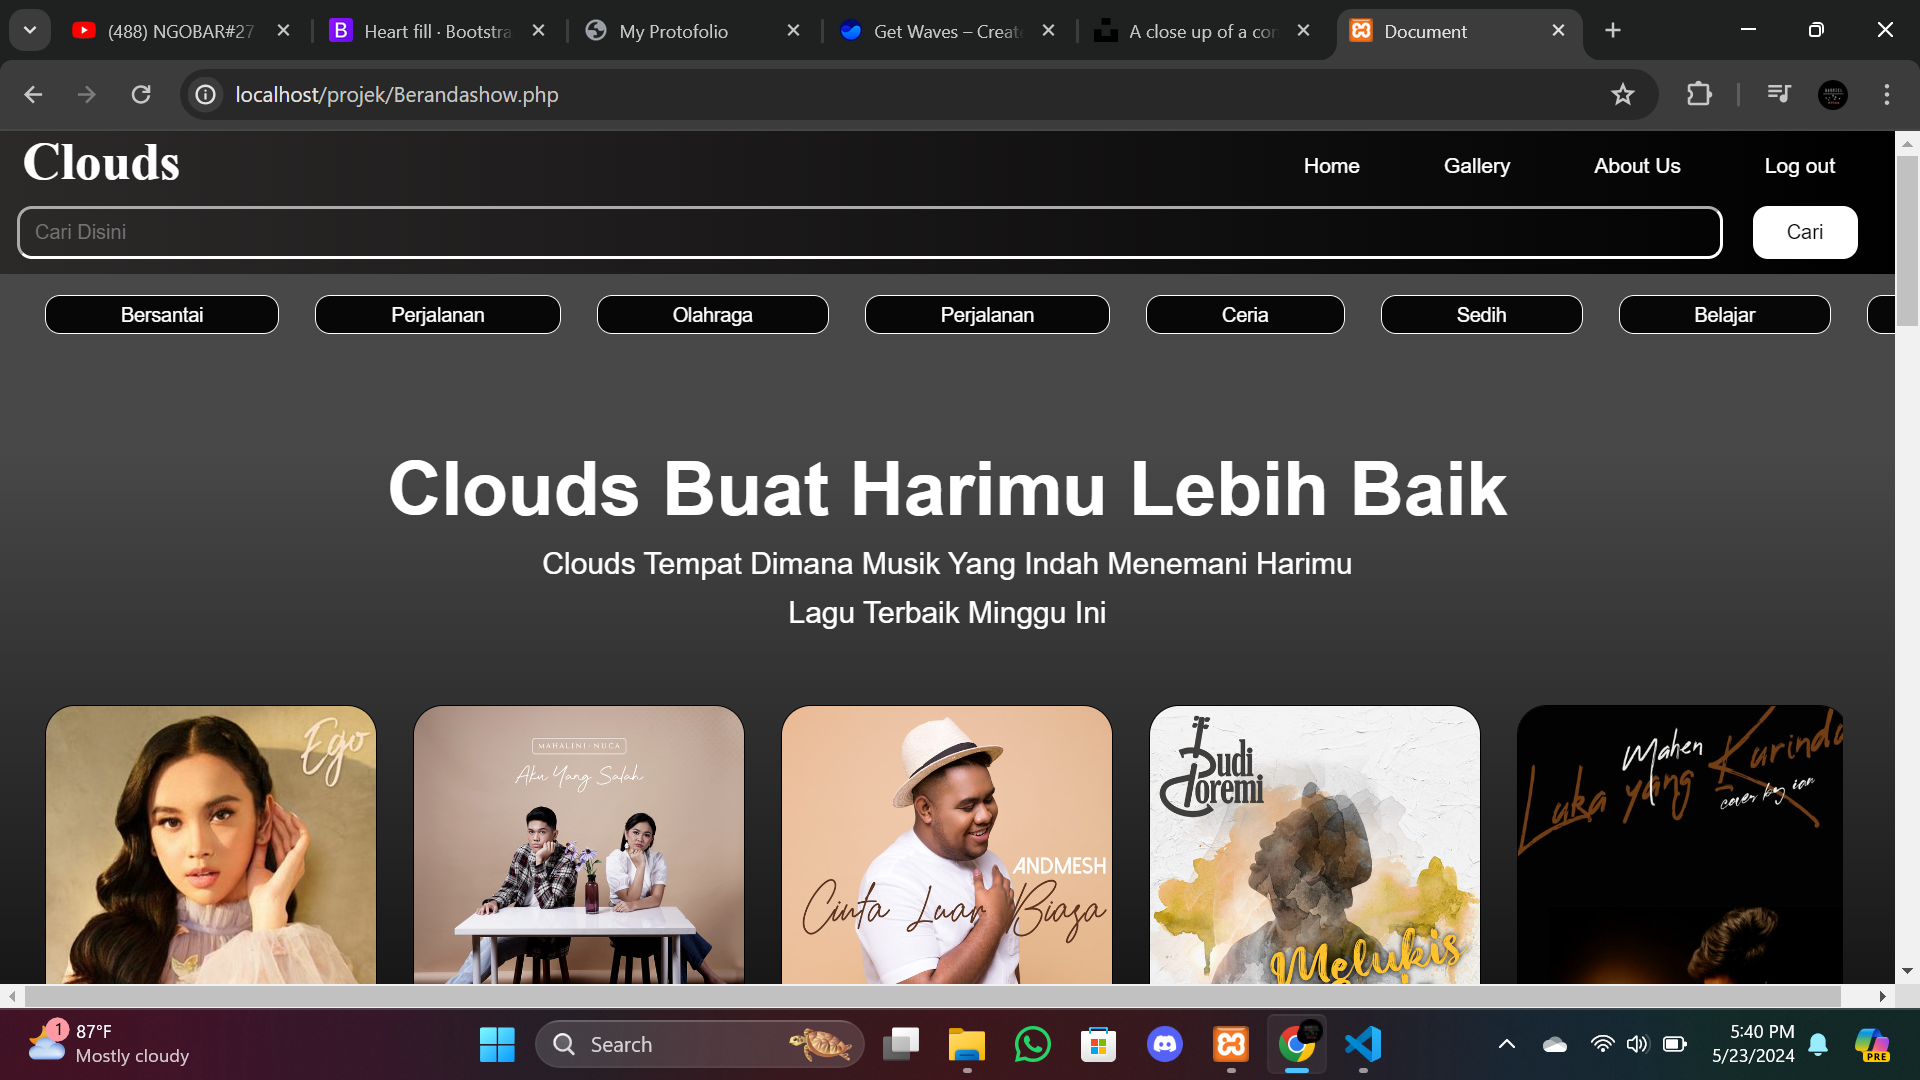 (488) NGOBAR#27
Heart fill · Bootstra
My Protofolio
Get Waves – Create
A close up of a cor
Document
localhost/projek/Berandashow.php
Clouds
Home
Gallery
About Us
Log out
Cari Disini
Cari
Bersantai
Perjalanan
Olahraga
Perjalanan
Ceria
Sedih
Belajar
Clouds Buat Harimu Lebih Baik
Clouds Tempat Dimana Musik Yang Indah Menemani Harimu
Lagu Terbaik Minggu Ini
Ego
MAHALINI · NUCA
Aku Yang Salah
ANDMESH
Cinta Luar Biasa
Budi
Doremi
Melukis
Mahen
Luka yang Kurindu
cover by ian
1
87°F
Mostly cloudy
Search
5:40 PM
5/23/2024
PRE